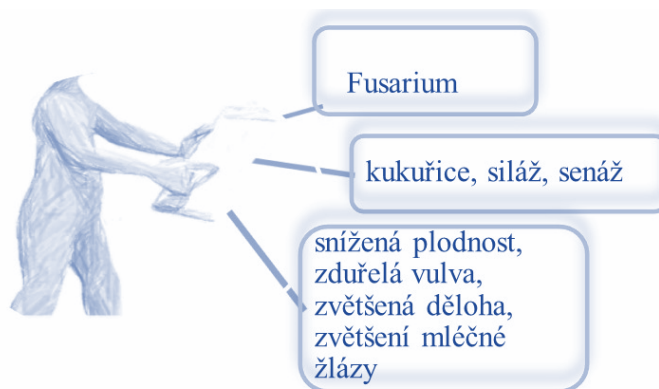 Fusarium
kukuřice, siláž, senáž
snížená plodnost,
zduřelá vulva,
zvětšená děloha,
zvětšení mléčné
žlázy